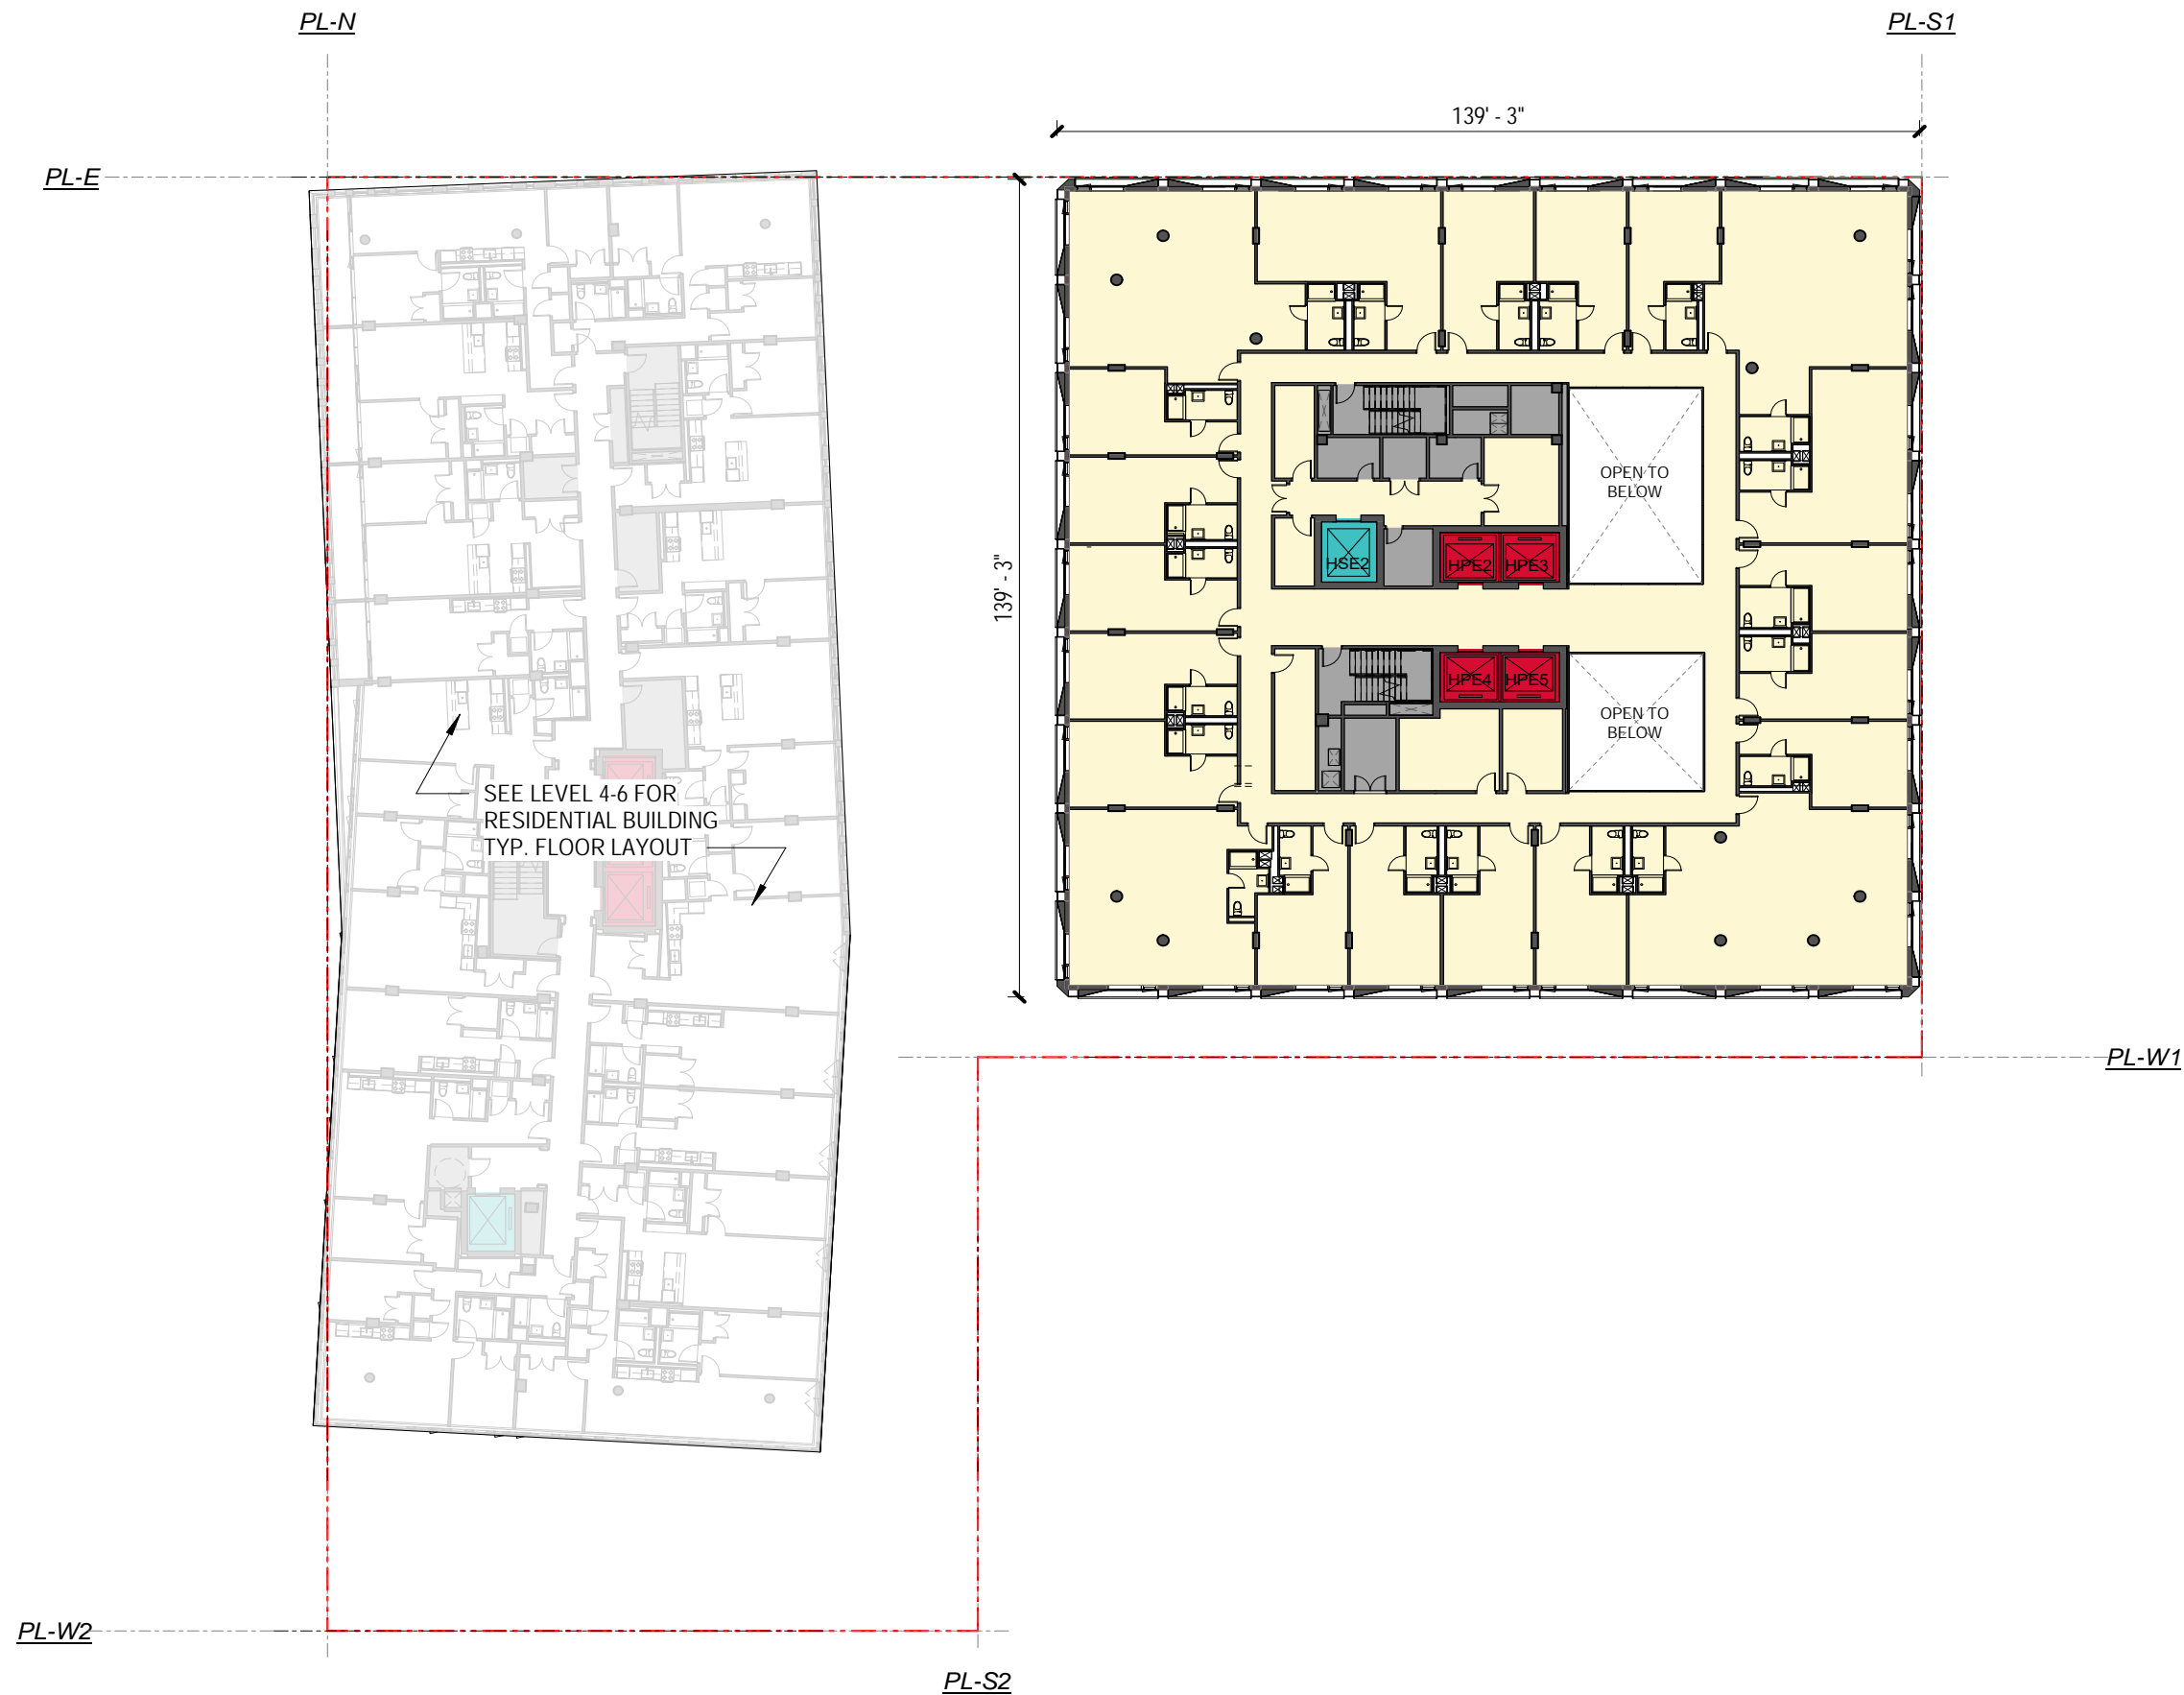 PL-N
PL-S1
139' - 3"
PL-E
OPEN TO
BELOW
139' - 3"
HSE2
HPE2
HPE3
HPE4
HPE5
OPEN TO
BELOW
SEE LEVEL 4-6 FOR
RESIDENTIAL BUILDING
TYP. FLOOR LAYOUT
PL-W1
PL-W2
PL-S2